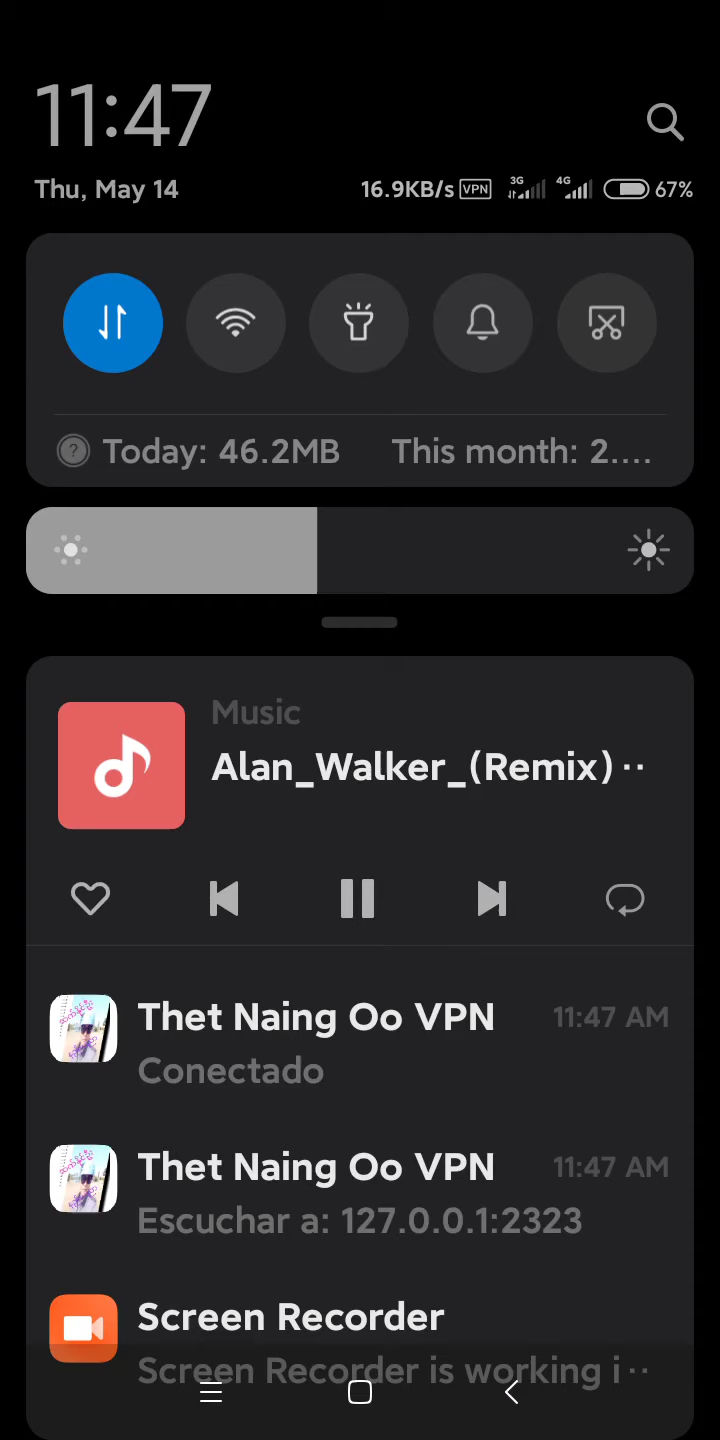 11:47
Thu, May 14
16.9KB/s VPN 3G 4G 67%
? Today: 46.2MB This month: 2....
Music
Alan_Walker_(Remix)··
Thet Naing Oo VPN 11:47 AM
Conectado
Thet Naing Oo VPN 11:47 AM
Escuchar a: 127.0.0.1:2323
Screen Recorder
Screen Recorder is working i··